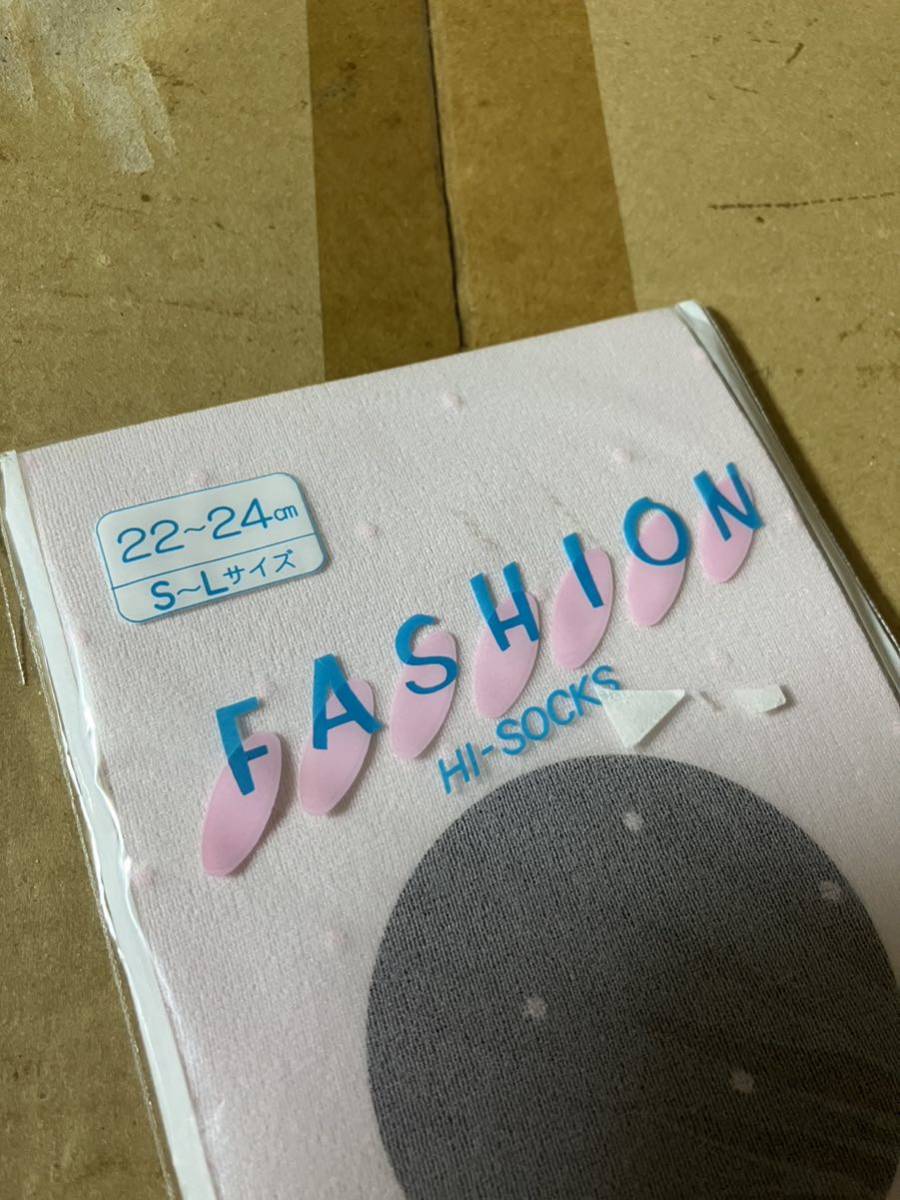 22~24cm
S~Lサイズ
FASHION
HI-SOCKS